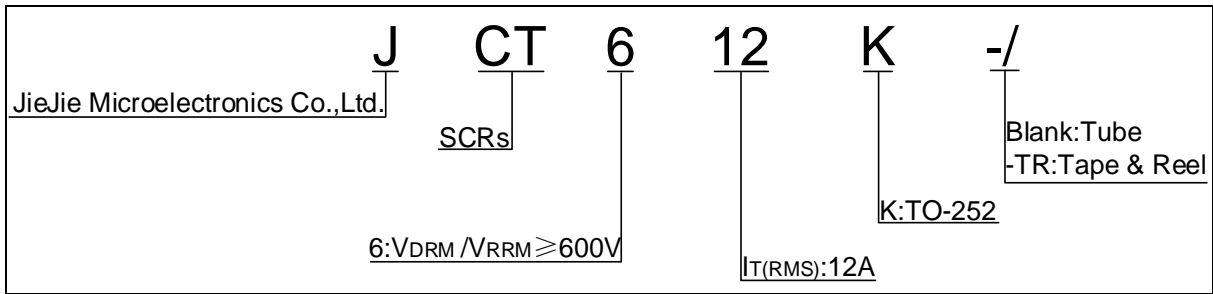 J CT 6 12 K -/
JieJie Microelectronics Co.,Ltd.
SCRs
Blank:Tube
-TR:Tape & Reel
K:TO-252
6:VDRM /VRRM≥600V
IT(RMS):12A